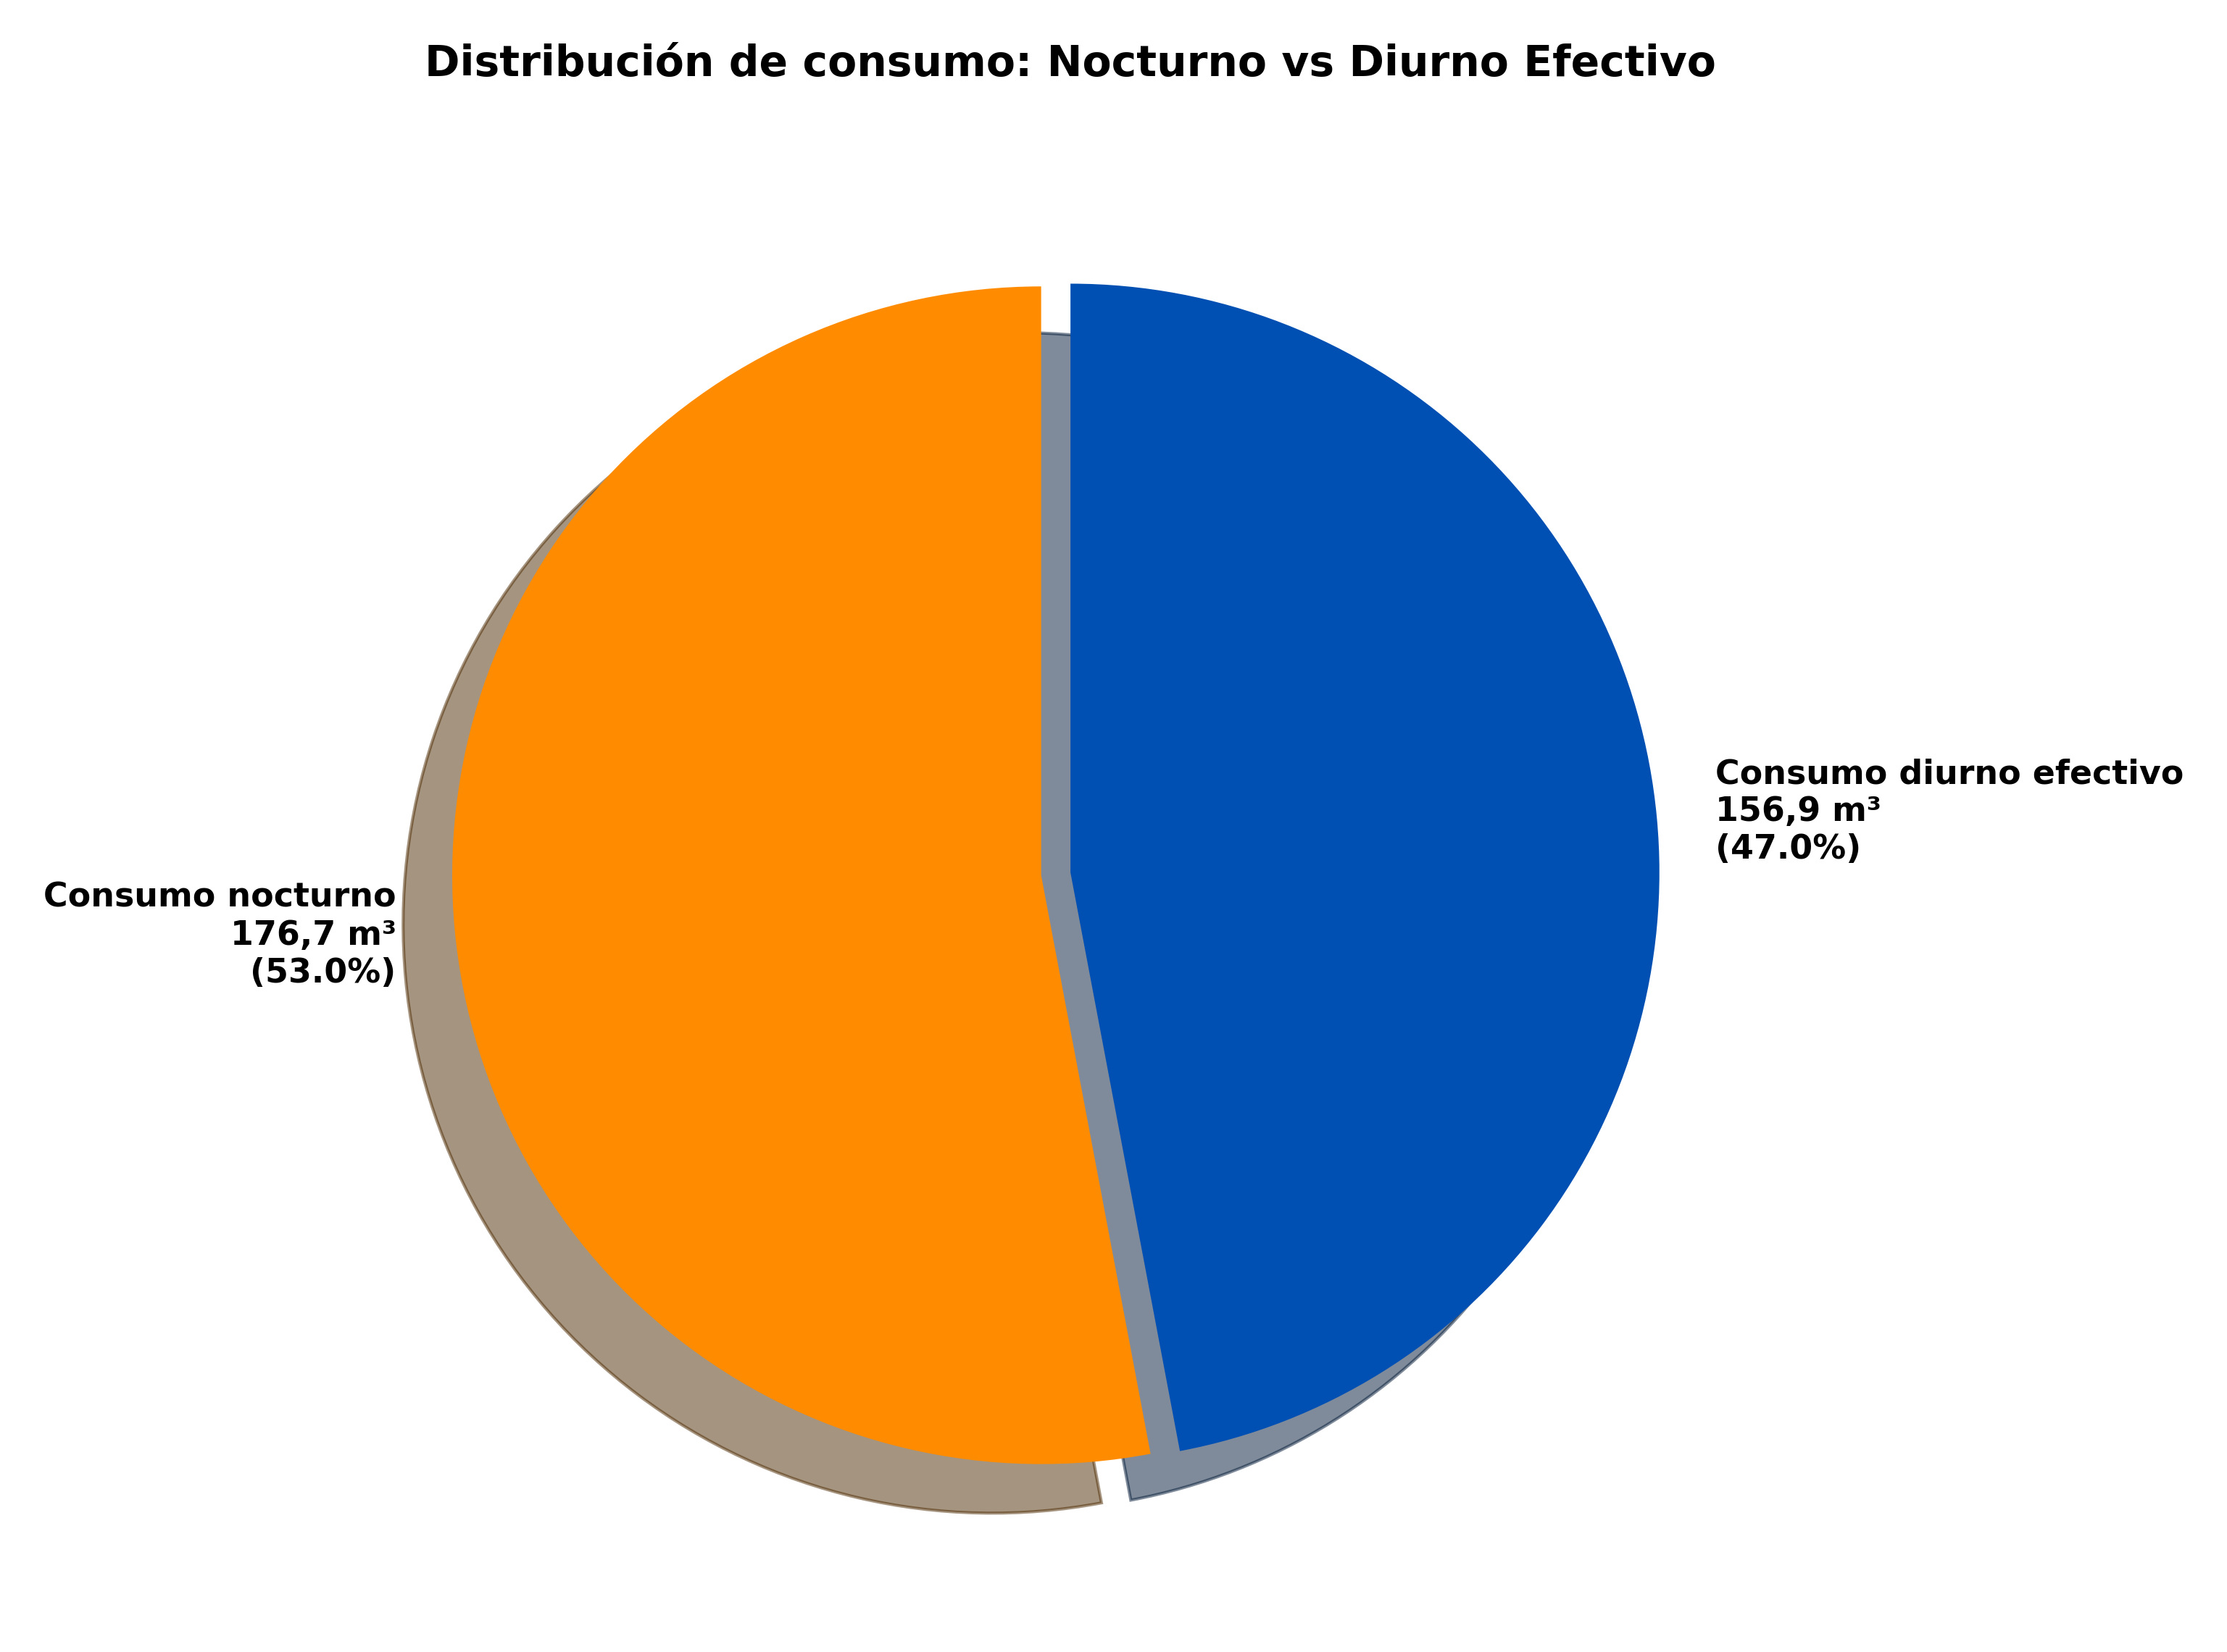 Distribución de consumo: Nocturno vs Diurno Efectivo
Consumo diurno efectivo
156,9 m³
(47.0%)
Consumo nocturno
176,7 m³
(53.0%)